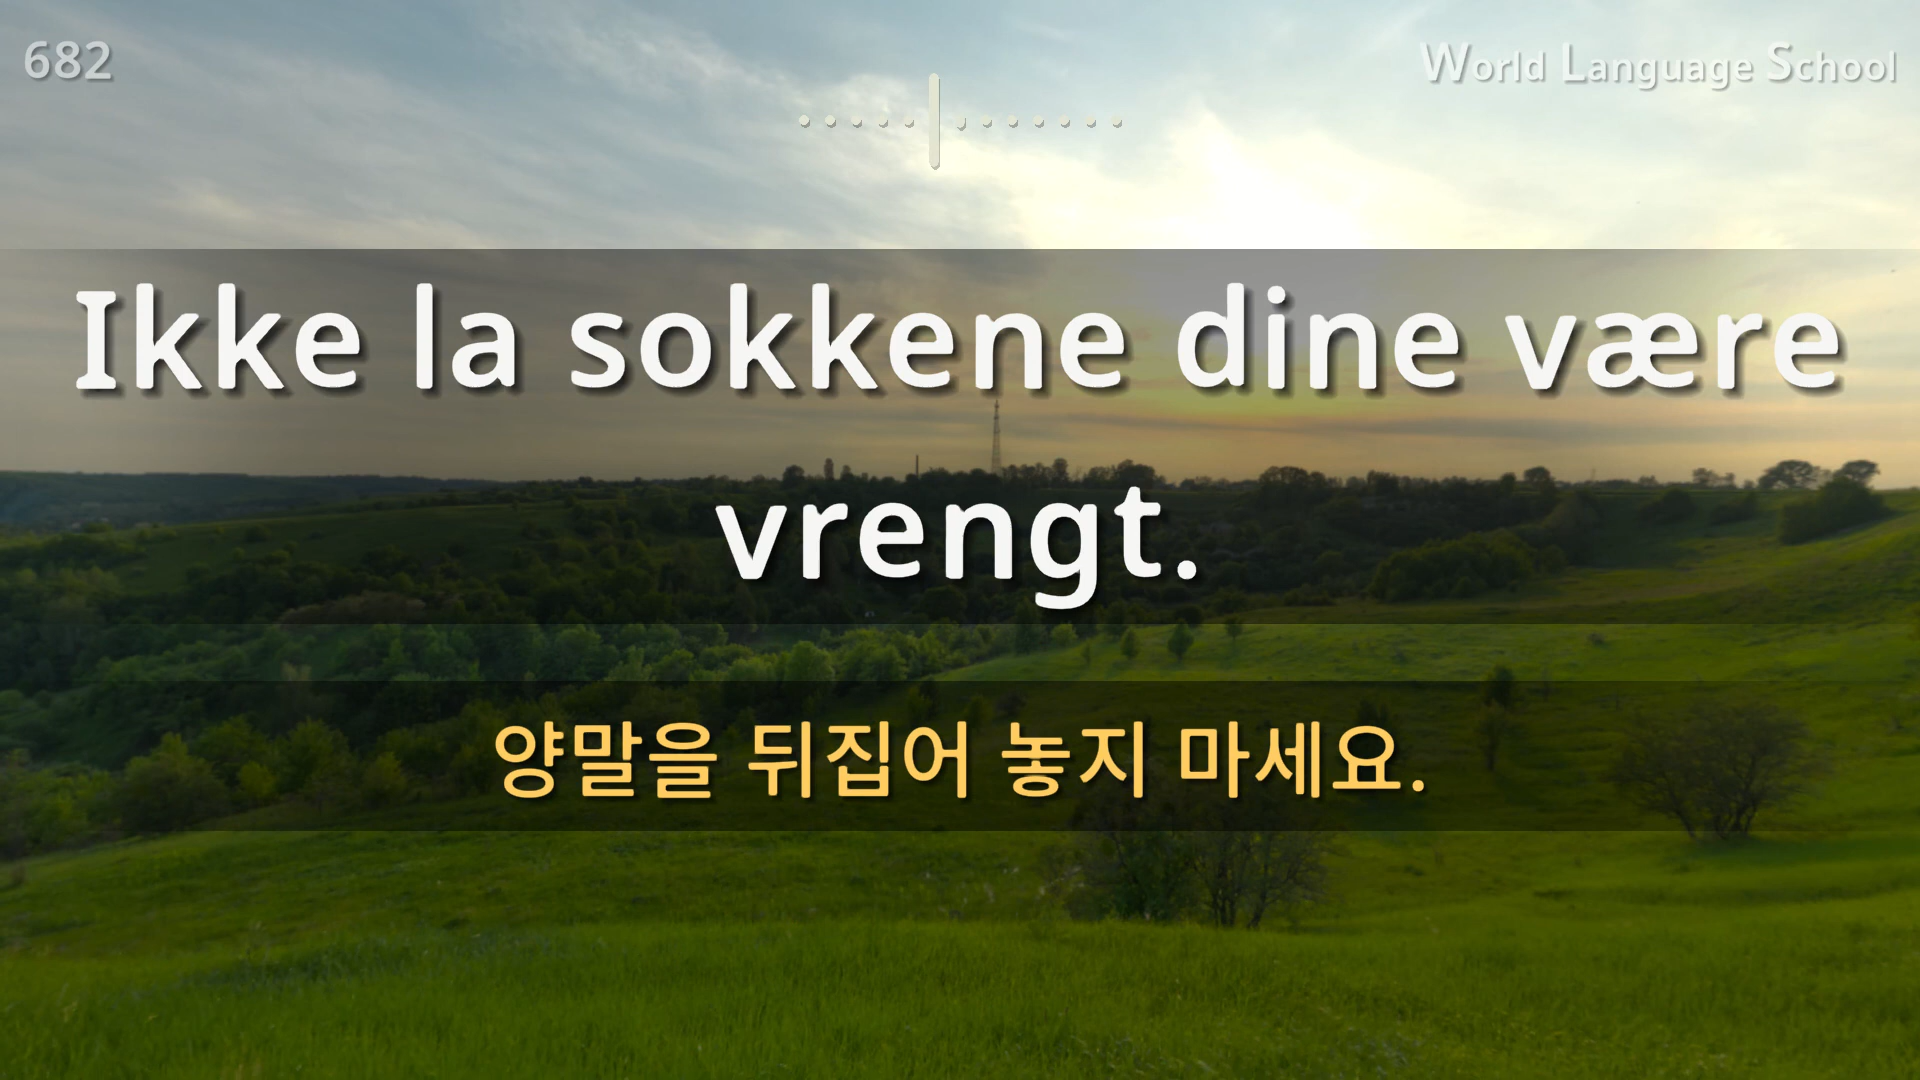 682
World Language School
Ikke la sokkene dine være
vrengt.
양말을 뒤집어 놓지 마세요.